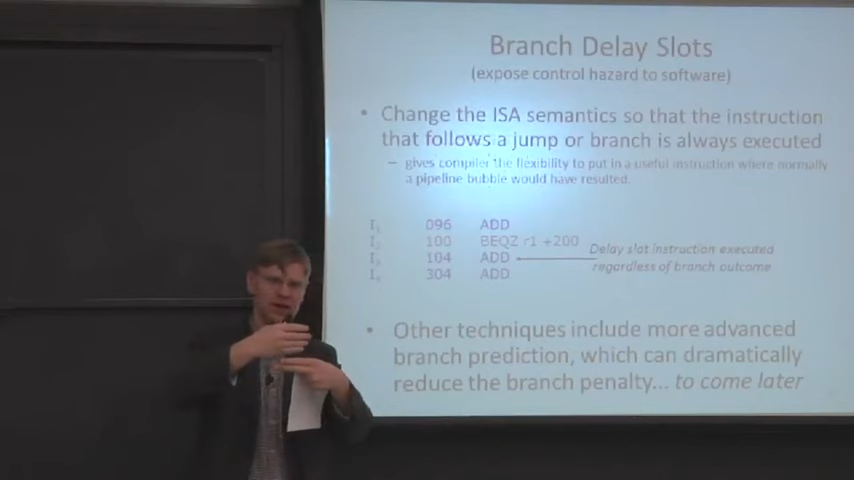 Branch Delay Slots
(expose control hazard to software)
• Change the ISA semantics so that the instruction
that follows a jump or branch is always executed
– gives compiler the flexibility to put in a useful instruction where normally
a pipeline bubble would have resulted.
I1 096 ADD
I2 100 BEQZ r1 +200
I3 104 ADD
I4 304 ADD
Delay slot instruction executed
regardless of branch outcome
• Other techniques include more advanced
branch prediction, which can dramatically
reduce the branch penalty... to come later